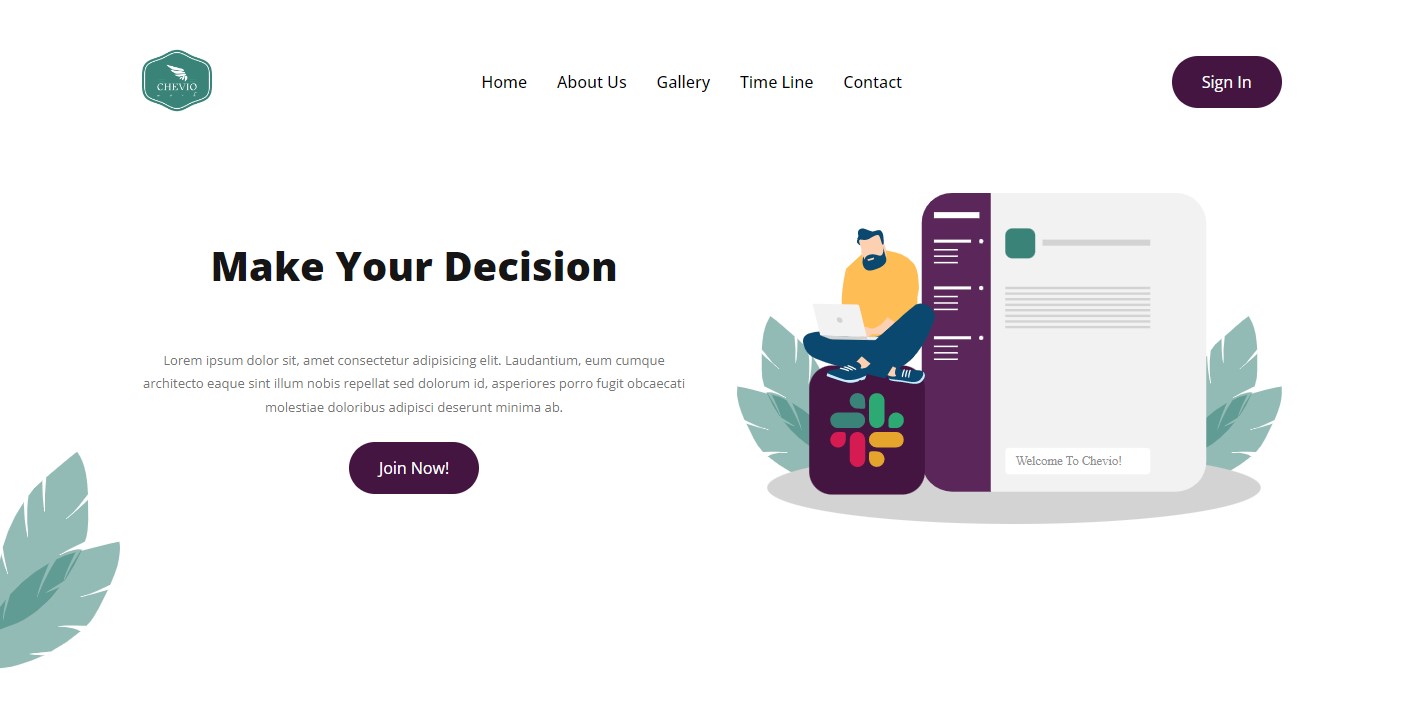 CHEVIO
Home
About Us
Gallery
Time Line
Contact
Sign In
Make Your Decision
Lorem ipsum dolor sit, amet consectetur adipisicing elit. Laudantium, eum cumque
architecto eaque sint illum nobis repellat sed dolorum id, asperiores porro fugit obcaecati
molestiae doloribus adipisci deserunt minima ab.
Join Now!
Welcome To Chevio!